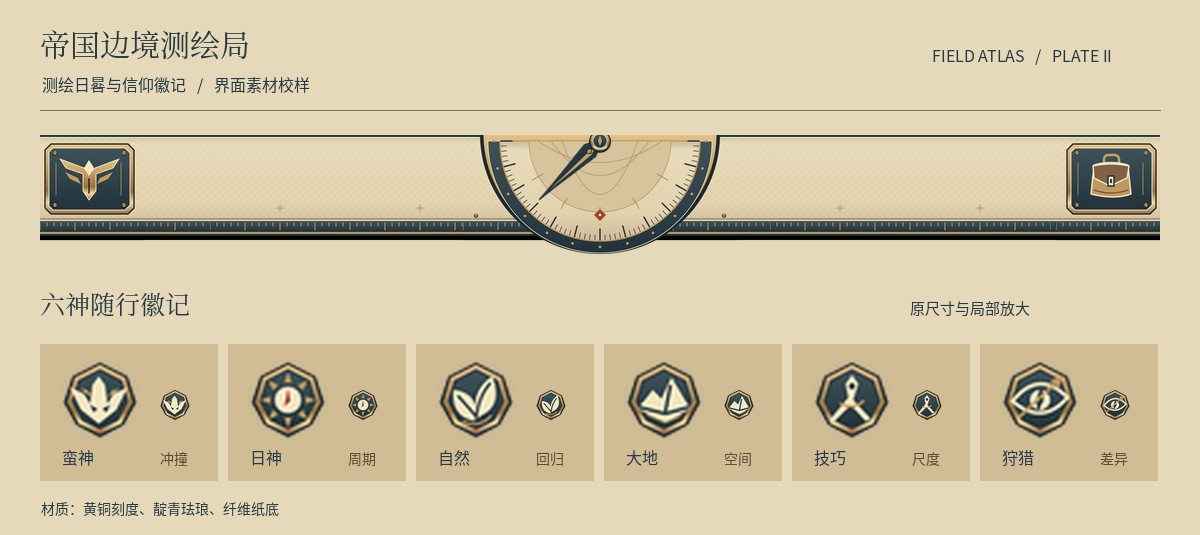 帝国边境测绘局
FIELD ATLAS / PLATE II
测绘日晷与信仰徽记 / 界面素材校样
六神随行徽记
原尺寸与局部放大
蛮神 冲撞
日神 周期
自然 回归
大地 空间
技巧 尺度
狩猎 差异
材质：黄铜刻度、靛青珐琅、纤维纸底